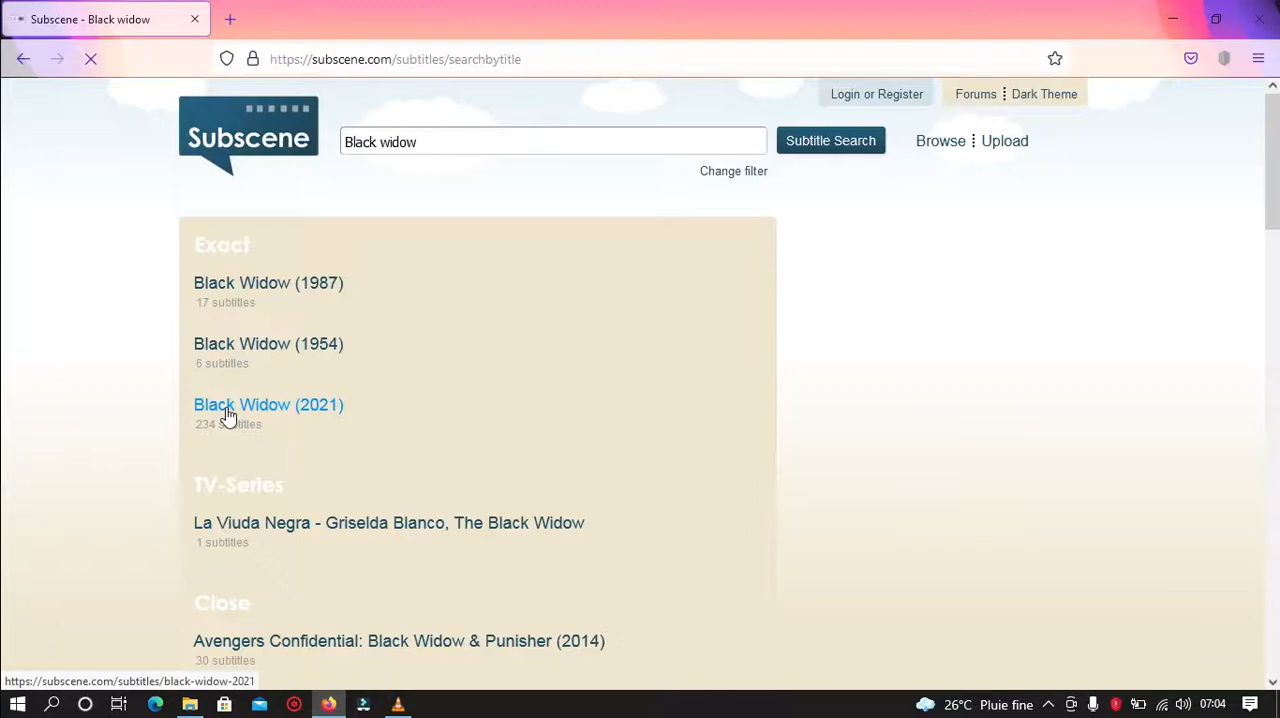 Subscene - Black widow
https://subscene.com/subtitles/searchbytitle
Login or Register
Forums
Dark Theme
Subscene
Black widow
Subtitle Search
Browse
Upload
Change filter
Exact
Black Widow (1987)
17 subtitles
Black Widow (1954)
6 subtitles
Black Widow (2021)
234 subtitles
TV-Series
La Viuda Negra - Griselda Blanco, The Black Widow
1 subtitles
Close
Avengers Confidential: Black Widow & Punisher (2014)
30 subtitles
https://subscene.com/subtitles/black-widow-2021
26°C Pluie fine
07:04